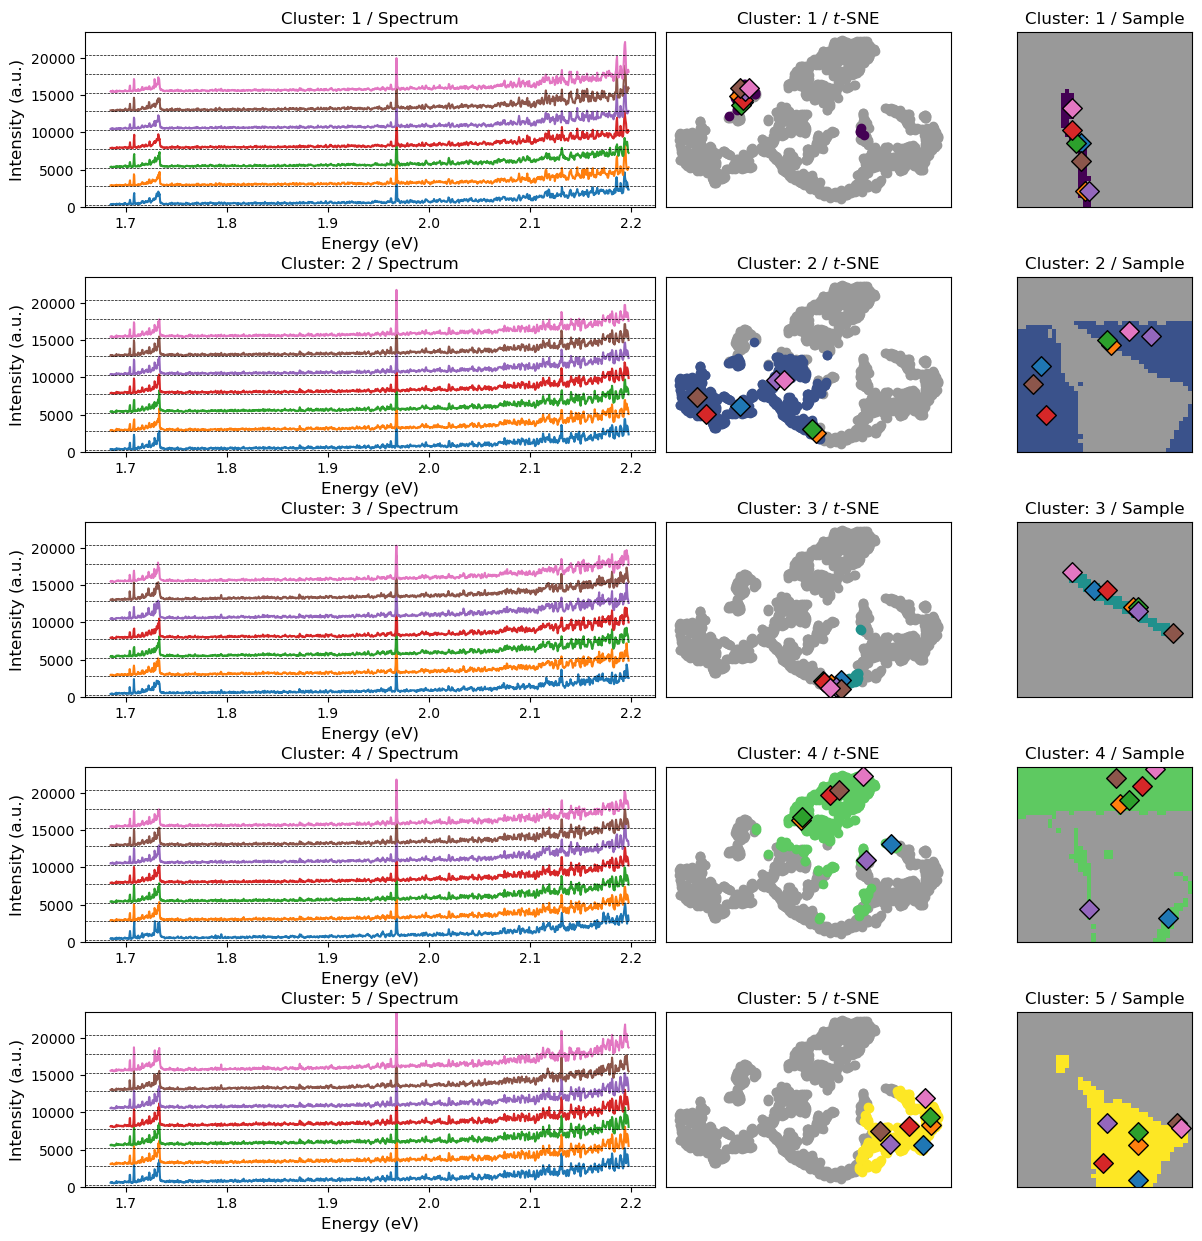 Cluster: 1 / Spectrum
Cluster: 1 / t-SNE
Cluster: 1 / Sample
Intensity (a.u.)
20000
15000
10000
5000
0
1.7 1.8 1.9 2.0 2.1 2.2
Energy (eV)
Cluster: 2 / Spectrum
Cluster: 2 / t-SNE
Cluster: 2 / Sample
Intensity (a.u.)
20000
15000
10000
5000
0
1.7 1.8 1.9 2.0 2.1 2.2
Energy (eV)
Cluster: 3 / Spectrum
Cluster: 3 / t-SNE
Cluster: 3 / Sample
Intensity (a.u.)
20000
15000
10000
5000
0
1.7 1.8 1.9 2.0 2.1 2.2
Energy (eV)
Cluster: 4 / Spectrum
Cluster: 4 / t-SNE
Cluster: 4 / Sample
Intensity (a.u.)
20000
15000
10000
5000
0
1.7 1.8 1.9 2.0 2.1 2.2
Energy (eV)
Cluster: 5 / Spectrum
Cluster: 5 / t-SNE
Cluster: 5 / Sample
Intensity (a.u.)
20000
15000
10000
5000
0
1.7 1.8 1.9 2.0 2.1 2.2
Energy (eV)